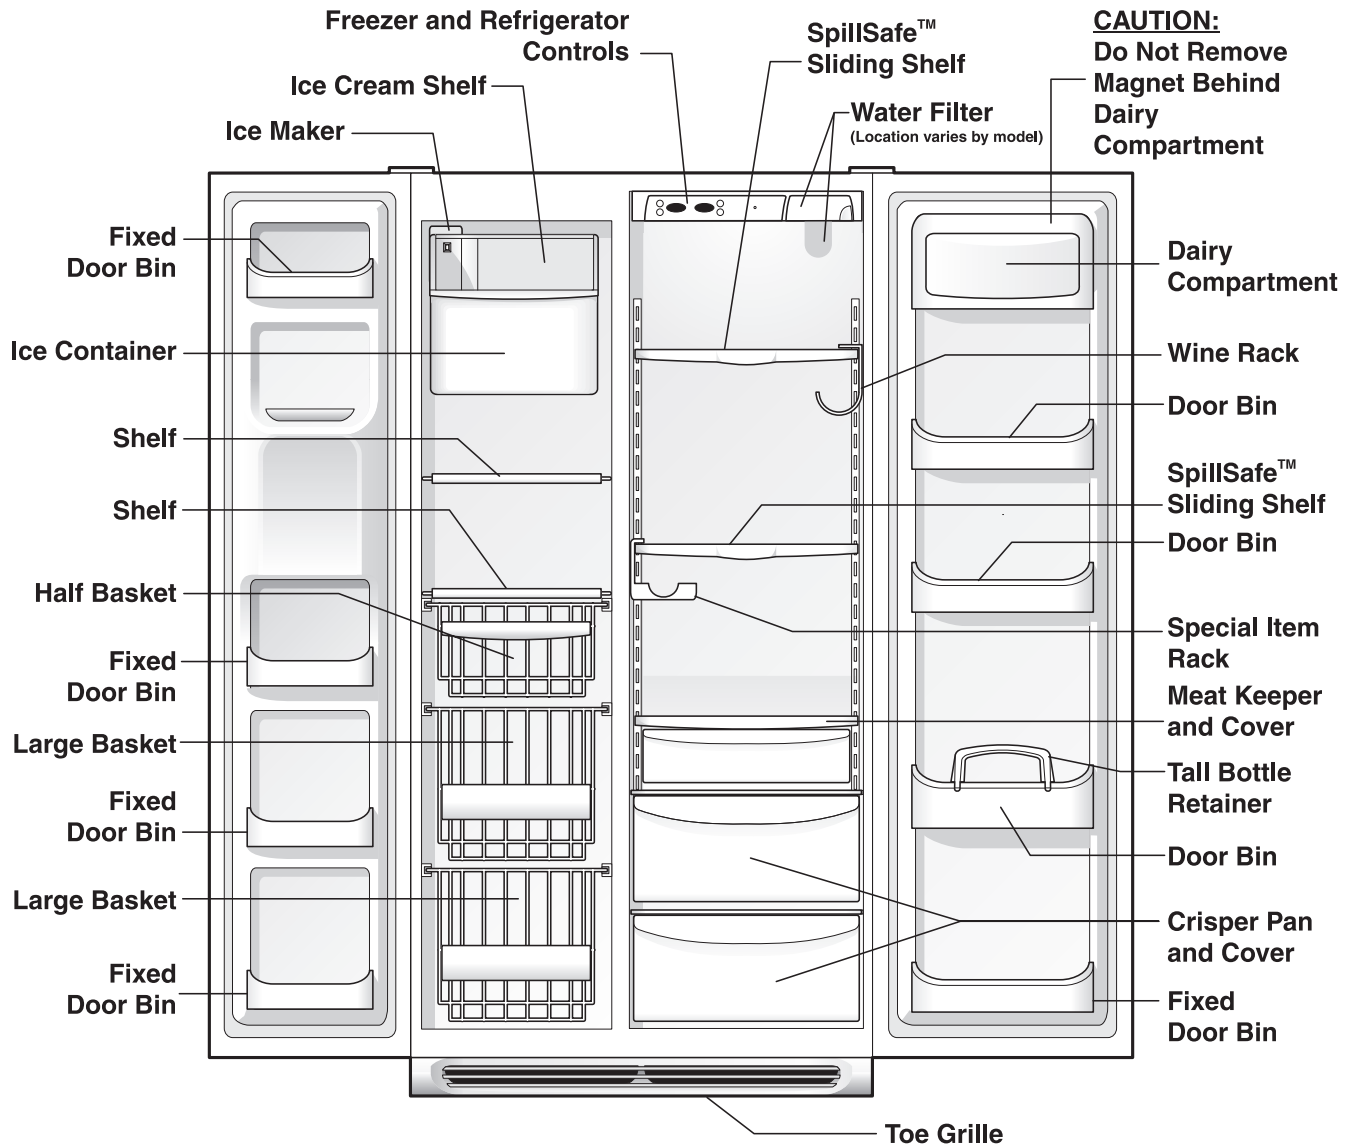 Freezer and Refrigerator
Controls
Ice Cream Shelf
Ice Maker
SpillSafe™
Sliding Shelf
Water Filter
(Location varies by model)
CAUTION:
Do Not Remove
Magnet Behind
Dairy
Compartment
Fixed
Door Bin
Ice Container
Shelf
Shelf
Half Basket
Fixed
Door Bin
Large Basket
Fixed
Door Bin
Large Basket
Fixed
Door Bin
Dairy
Compartment
Wine Rack
Door Bin
SpillSafe™
Sliding Shelf
Door Bin
Special Item
Rack
Meat Keeper
and Cover
Tall Bottle
Retainer
Door Bin
Crisper Pan
and Cover
Fixed
Door Bin
Toe Grille